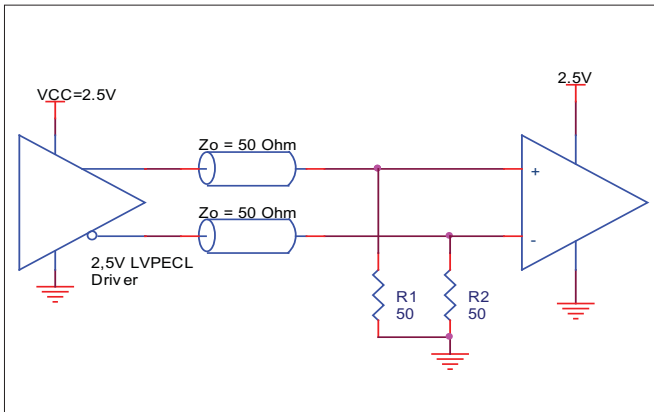 VCC=2.5V
2.5V
Zo = 50 Ohm
+
Zo = 50 Ohm
-
2,5V LVPECL
Driver
R1
50
R2
50